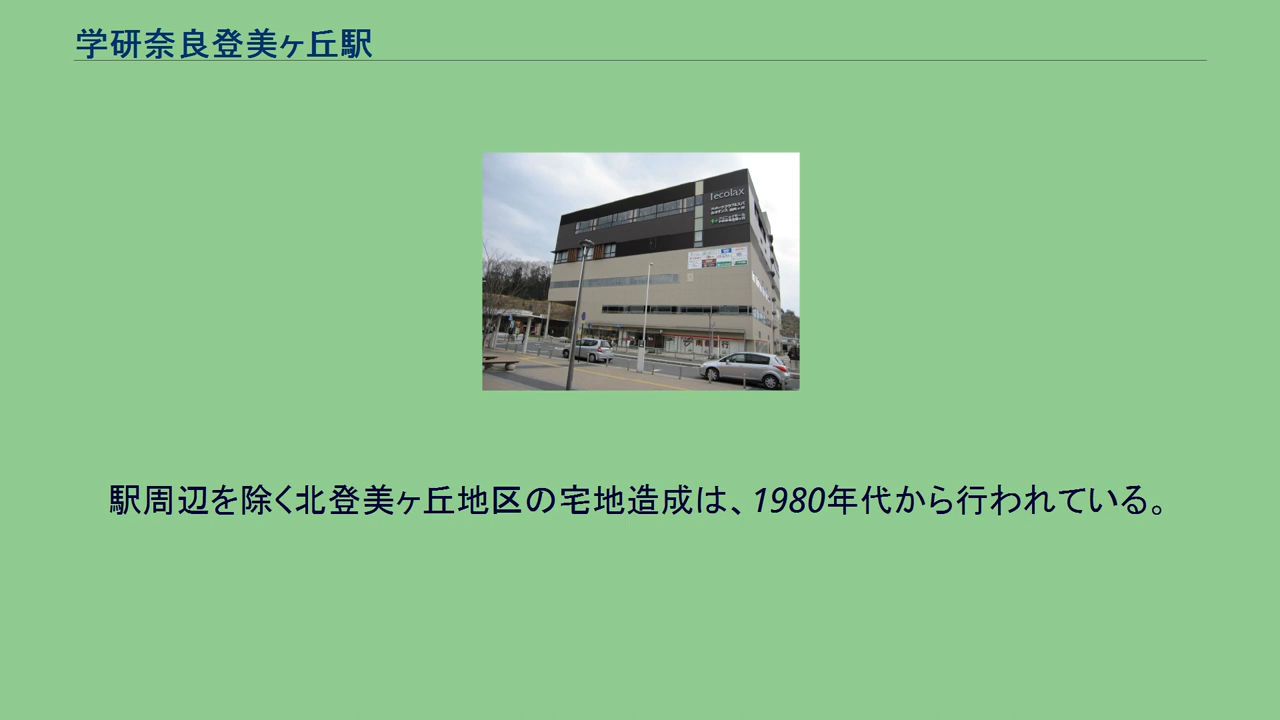 学研奈良登美ヶ丘駅
lecolax
駅周辺を除く北登美ヶ丘地区の宅地造成は、1980年代から行われている。